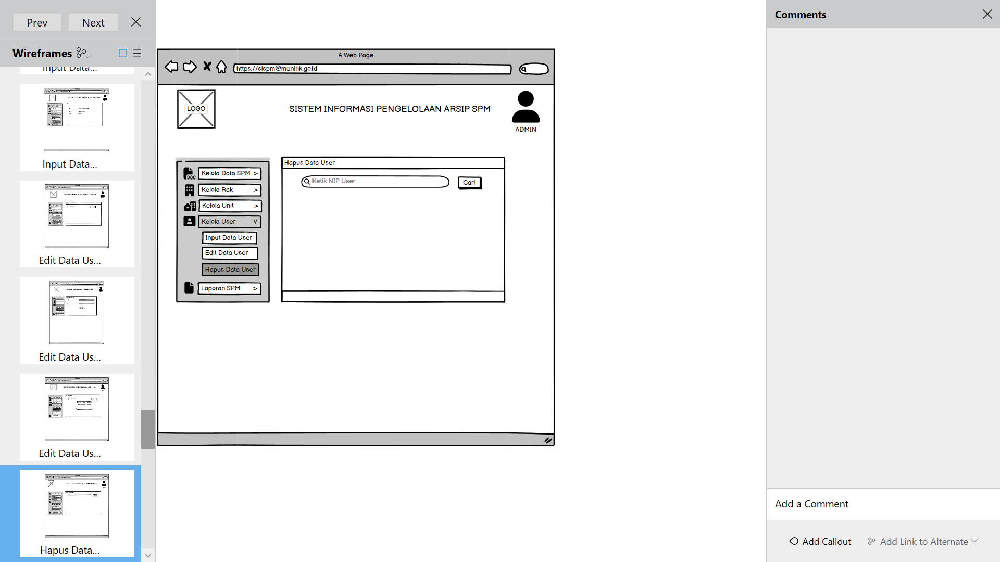 Prev
Next
Wireframes
Input Data...
Input Data...
Edit Data Us...
Edit Data Us...
Edit Data Us...
Hapus Data...
A Web Page
https://sispm@menlhk.go.id
LOGO
SISTEM INFORMASI PENGELOLAAN ARSIP SPM
ADMIN
DOC
Kelola Data SPM >
Kelola Rak >
Kelola Unit >
Kelola User V
Input Data User
Edit Data User
Hapus Data User
Laporan SPM >
Hapus Data User
Ketik NIP User
Cari
Comments
Add a Comment
Add Callout
Add Link to Alternate